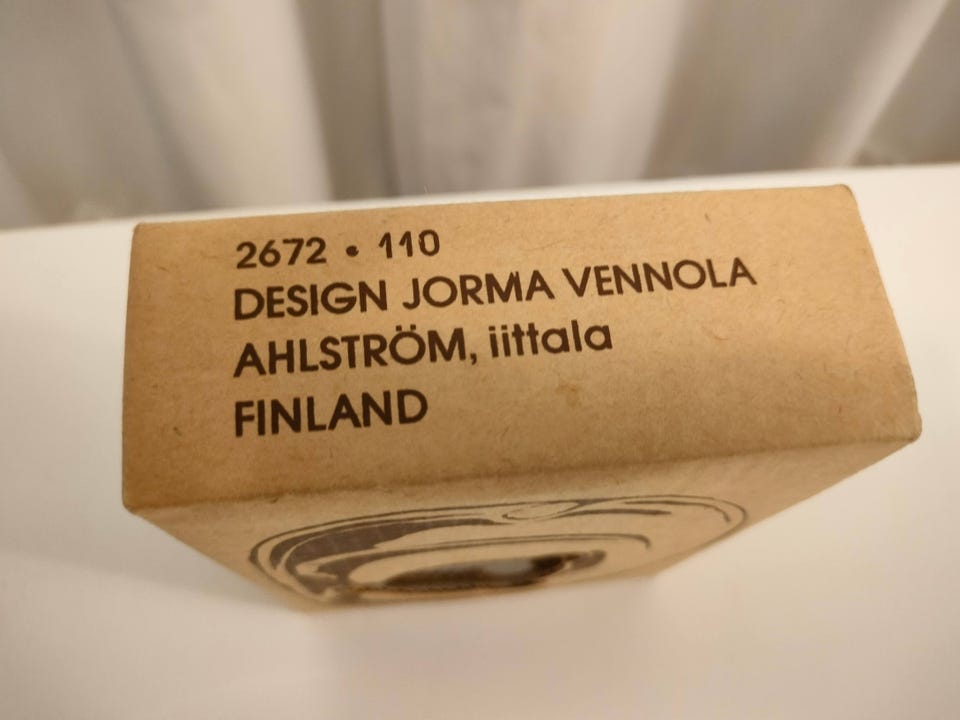 2672 • 110
DESIGN JORMA VENNOLA
AHLSTRÖM, iittala
FINLAND